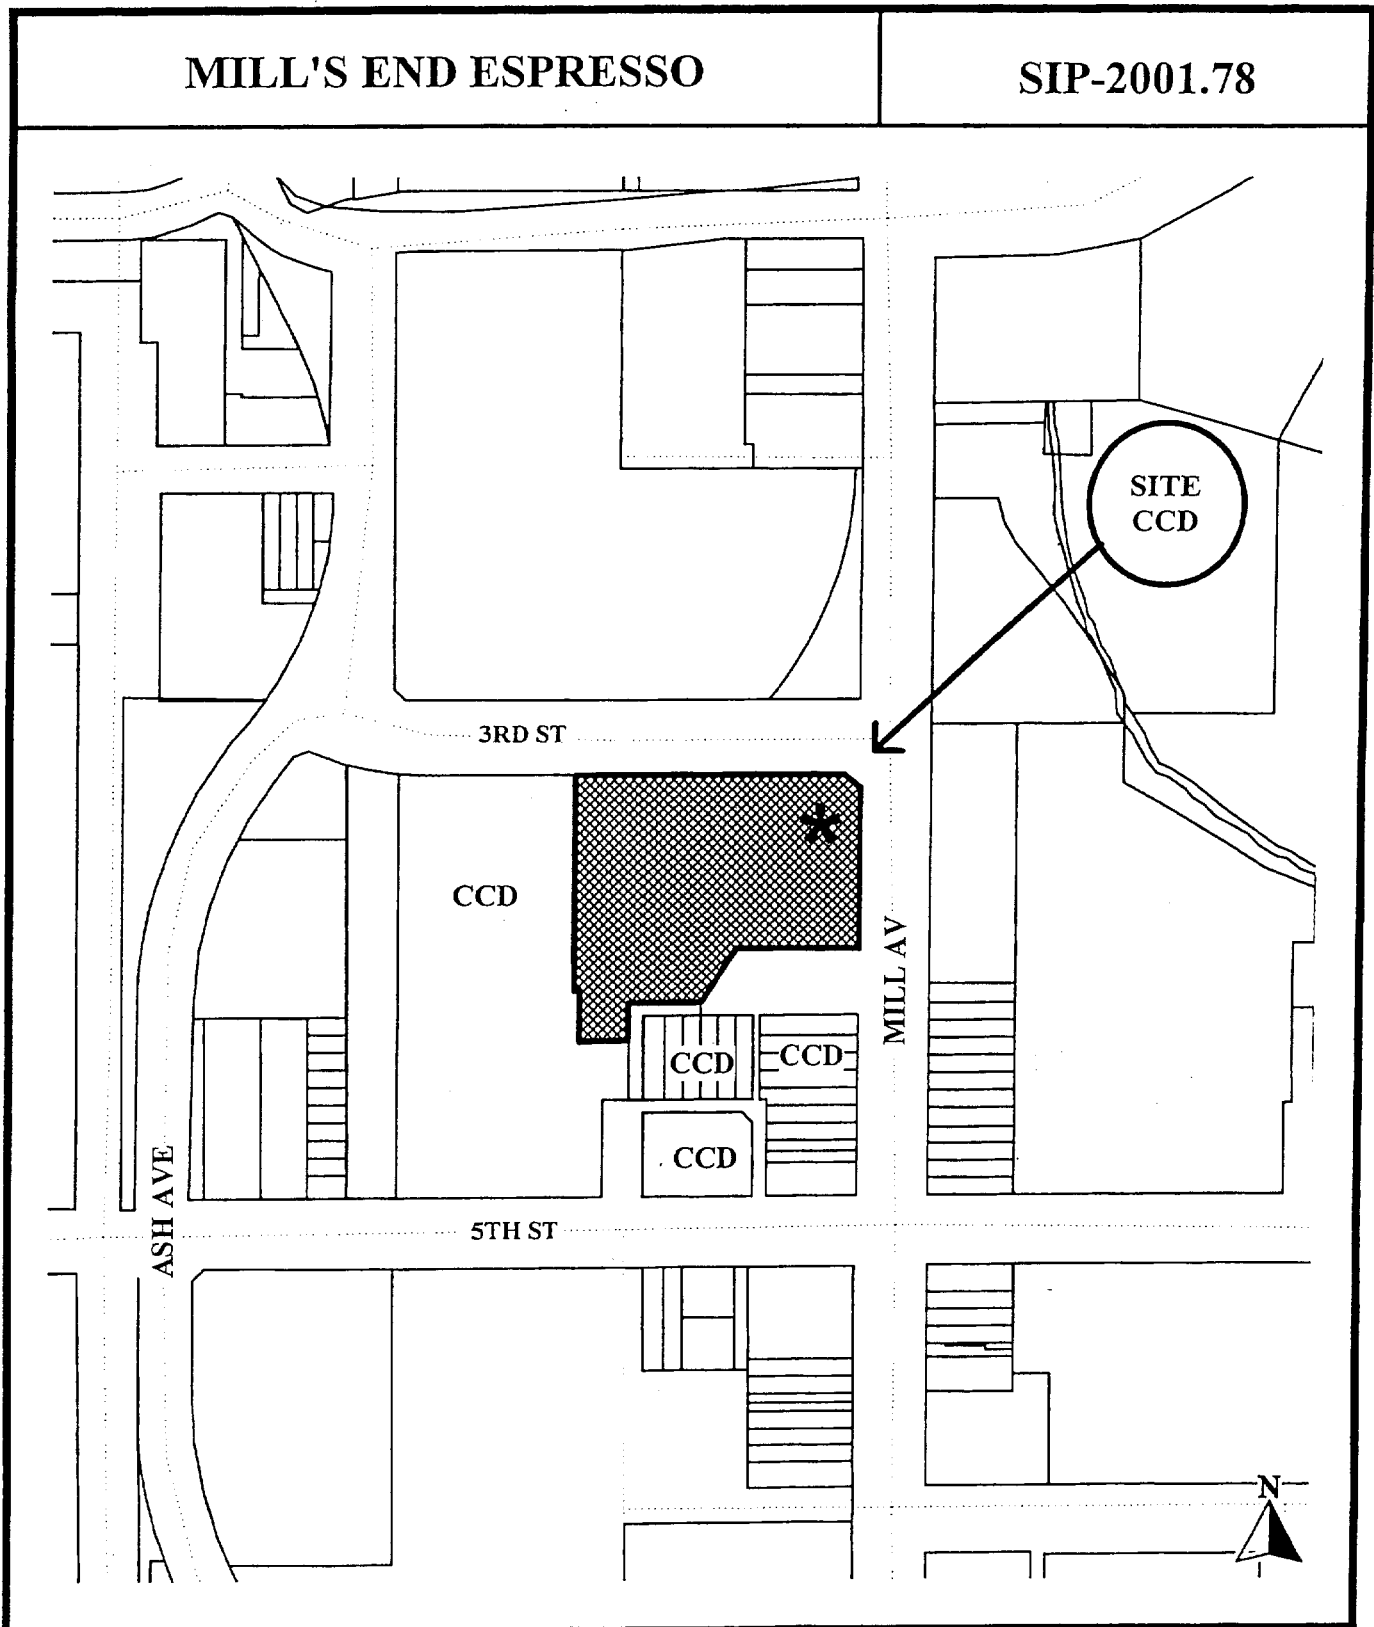 MILL'S END ESPRESSO
SIP-2001.78
SITE
CCD
3RD ST
CCD
MILL AV
CCD
CCD
CCD
ASH AVE
5TH ST
N